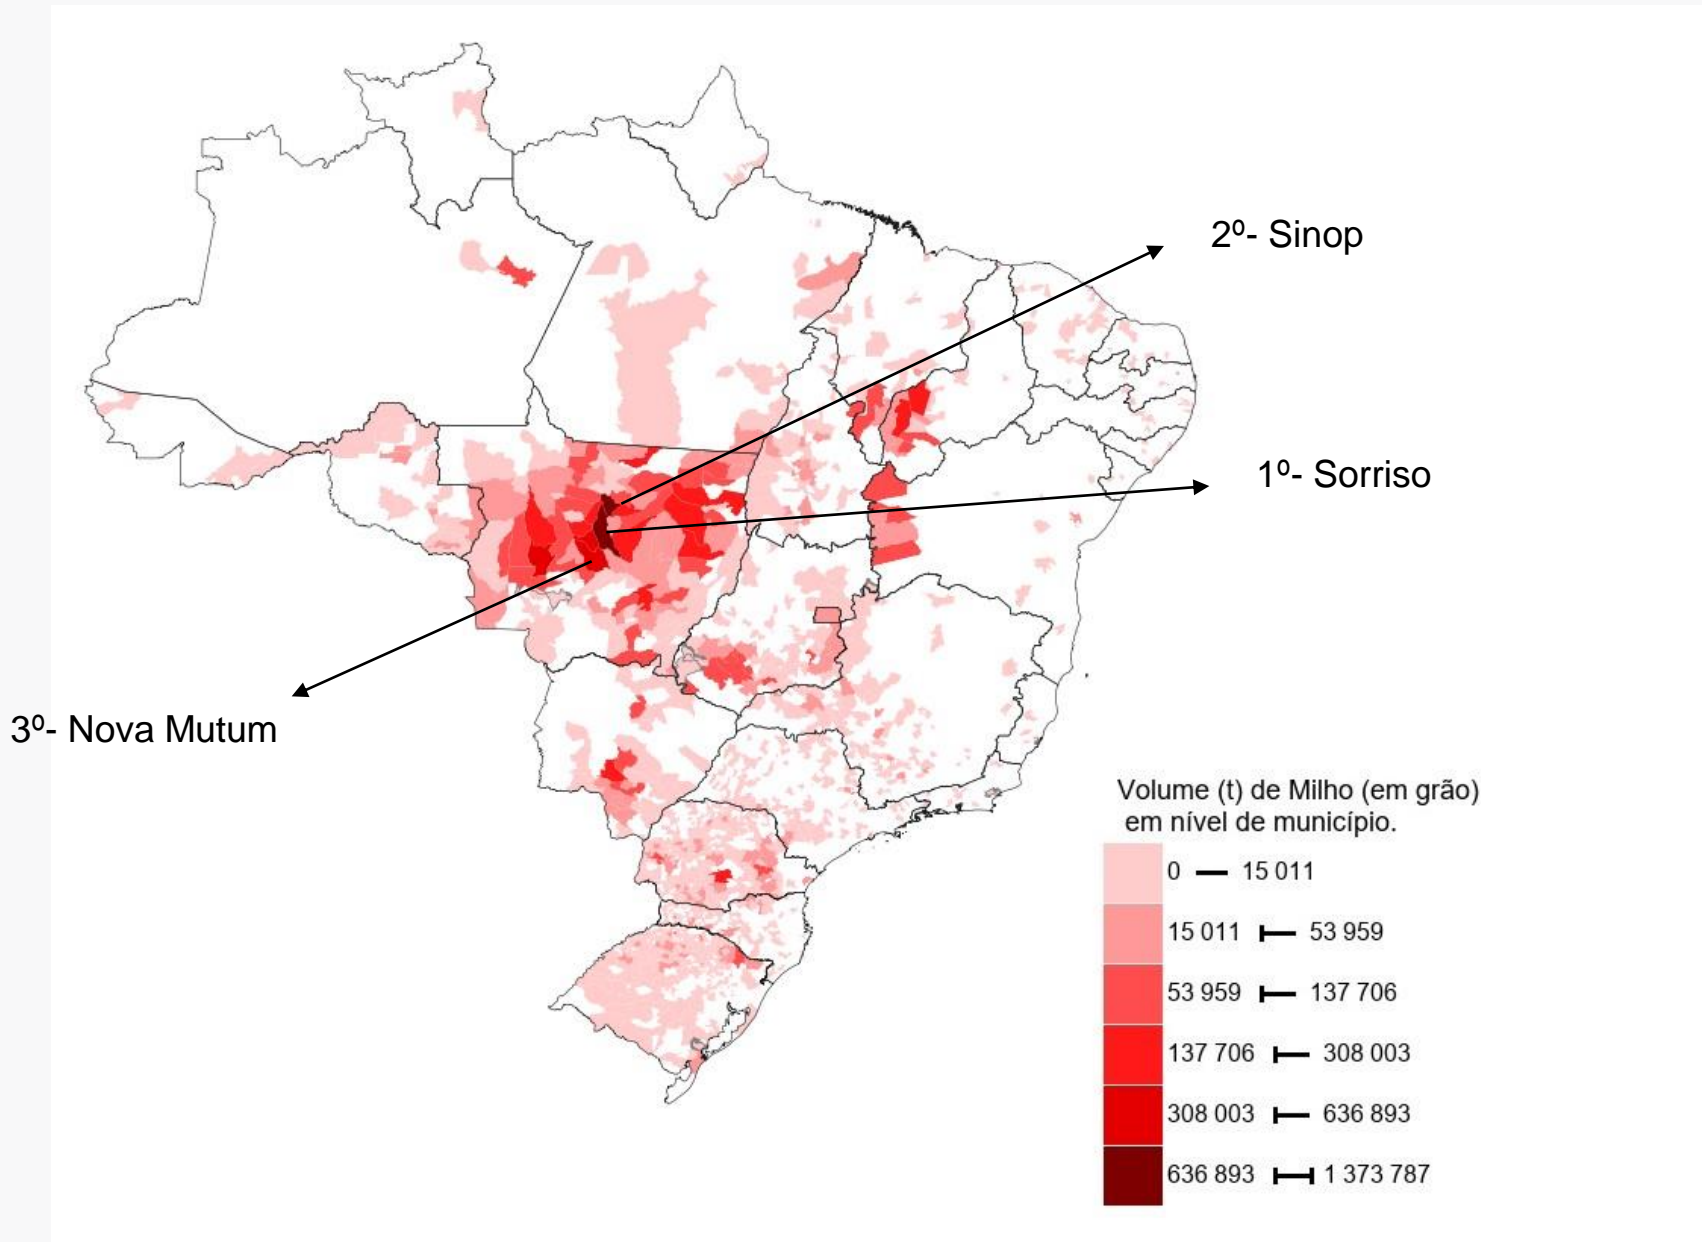 2º- Sinop
1º- Sorriso
3º- Nova Mutum
Volume (t) de Milho (em grão)
em nível de município.
0 — 15 011
15 011 — 53 959
53 959 — 137 706
137 706 — 308 003
308 003 — 636 893
636 893 — 1 373 787